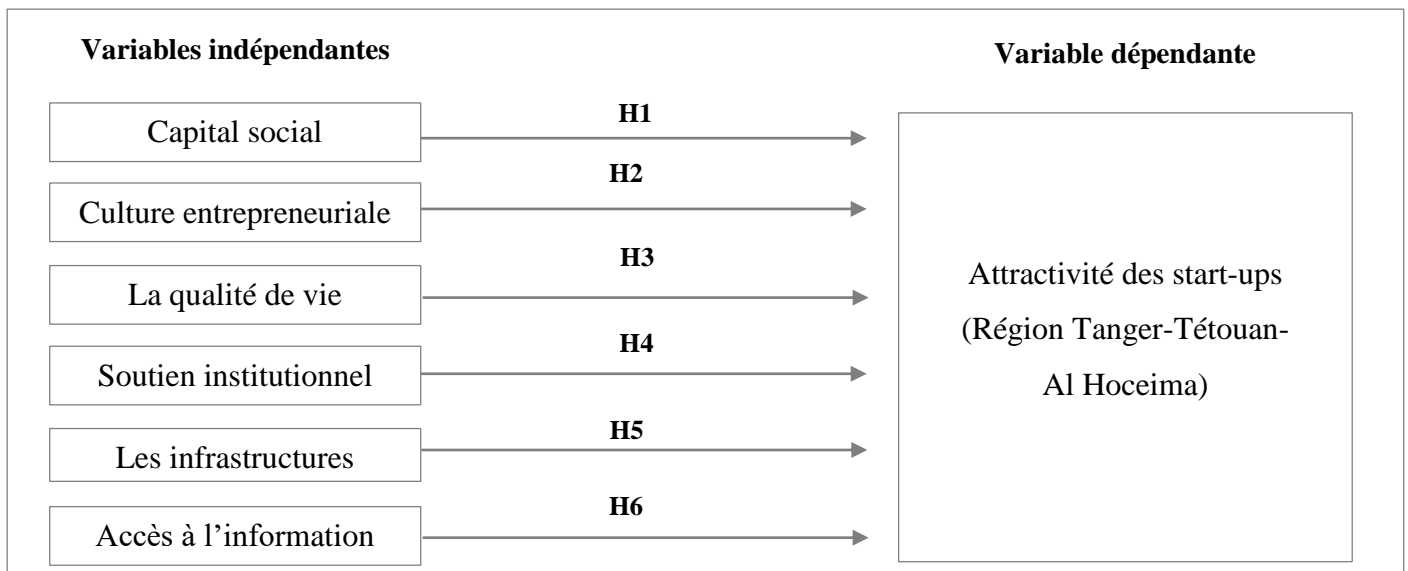 Variables indépendantes
Variable dépendante
Capital social
H1
Culture entrepreneuriale
H2
La qualité de vie
H3
Soutien institutionnel
H4
Les infrastructures
H5
Accès à l’information
H6
Attractivité des start-ups
(Région Tanger-Tétouan-
Al Hoceima)